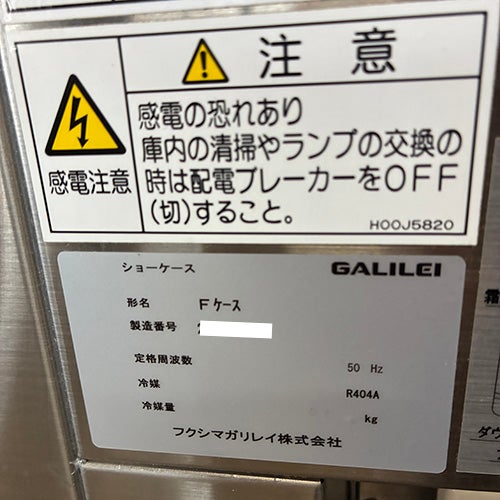 注意
感電注意
感電の恐れあり
庫内の清掃やランプの交換の
時は配電ブレーカーをOFF
(切)すること。
H00J5820
ショーケース GALILEI
形名 Fケース
製造番号
定格周波数 50 Hz
冷媒 R404A
冷媒量 kg
フクシマガリレイ株式会社
霜
ダウ